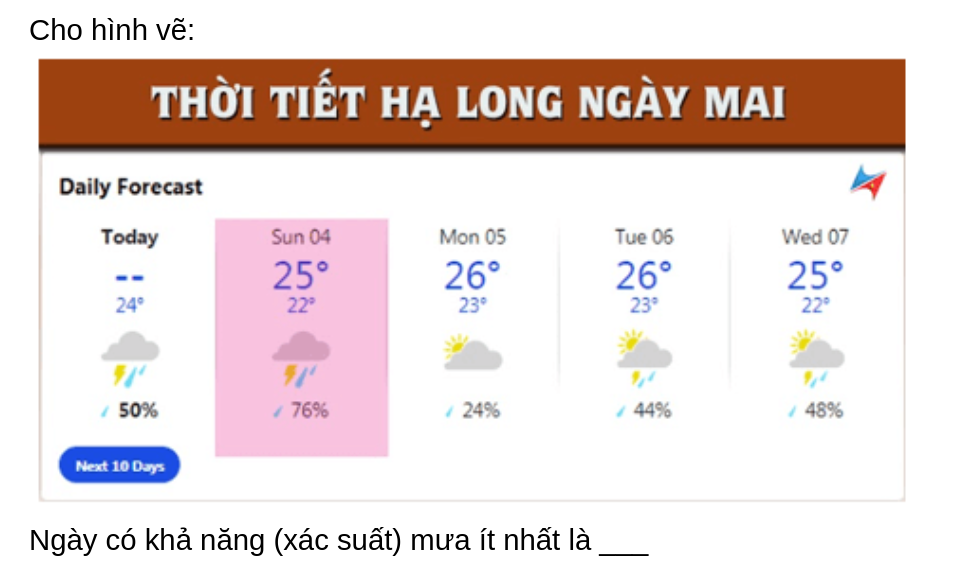 Cho hình vẽ:
THỜI TIẾT HẠ LONG NGÀY MAI
Daily Forecast
Today Sun 04 Mon 05 Tue 06 Wed 07
-- 25° 26° 26° 25°
24° 22° 23° 23° 22°
50% 76% 24% 44% 48%
Next 10 Days
Ngày có khả năng (xác suất) mưa ít nhất là ___